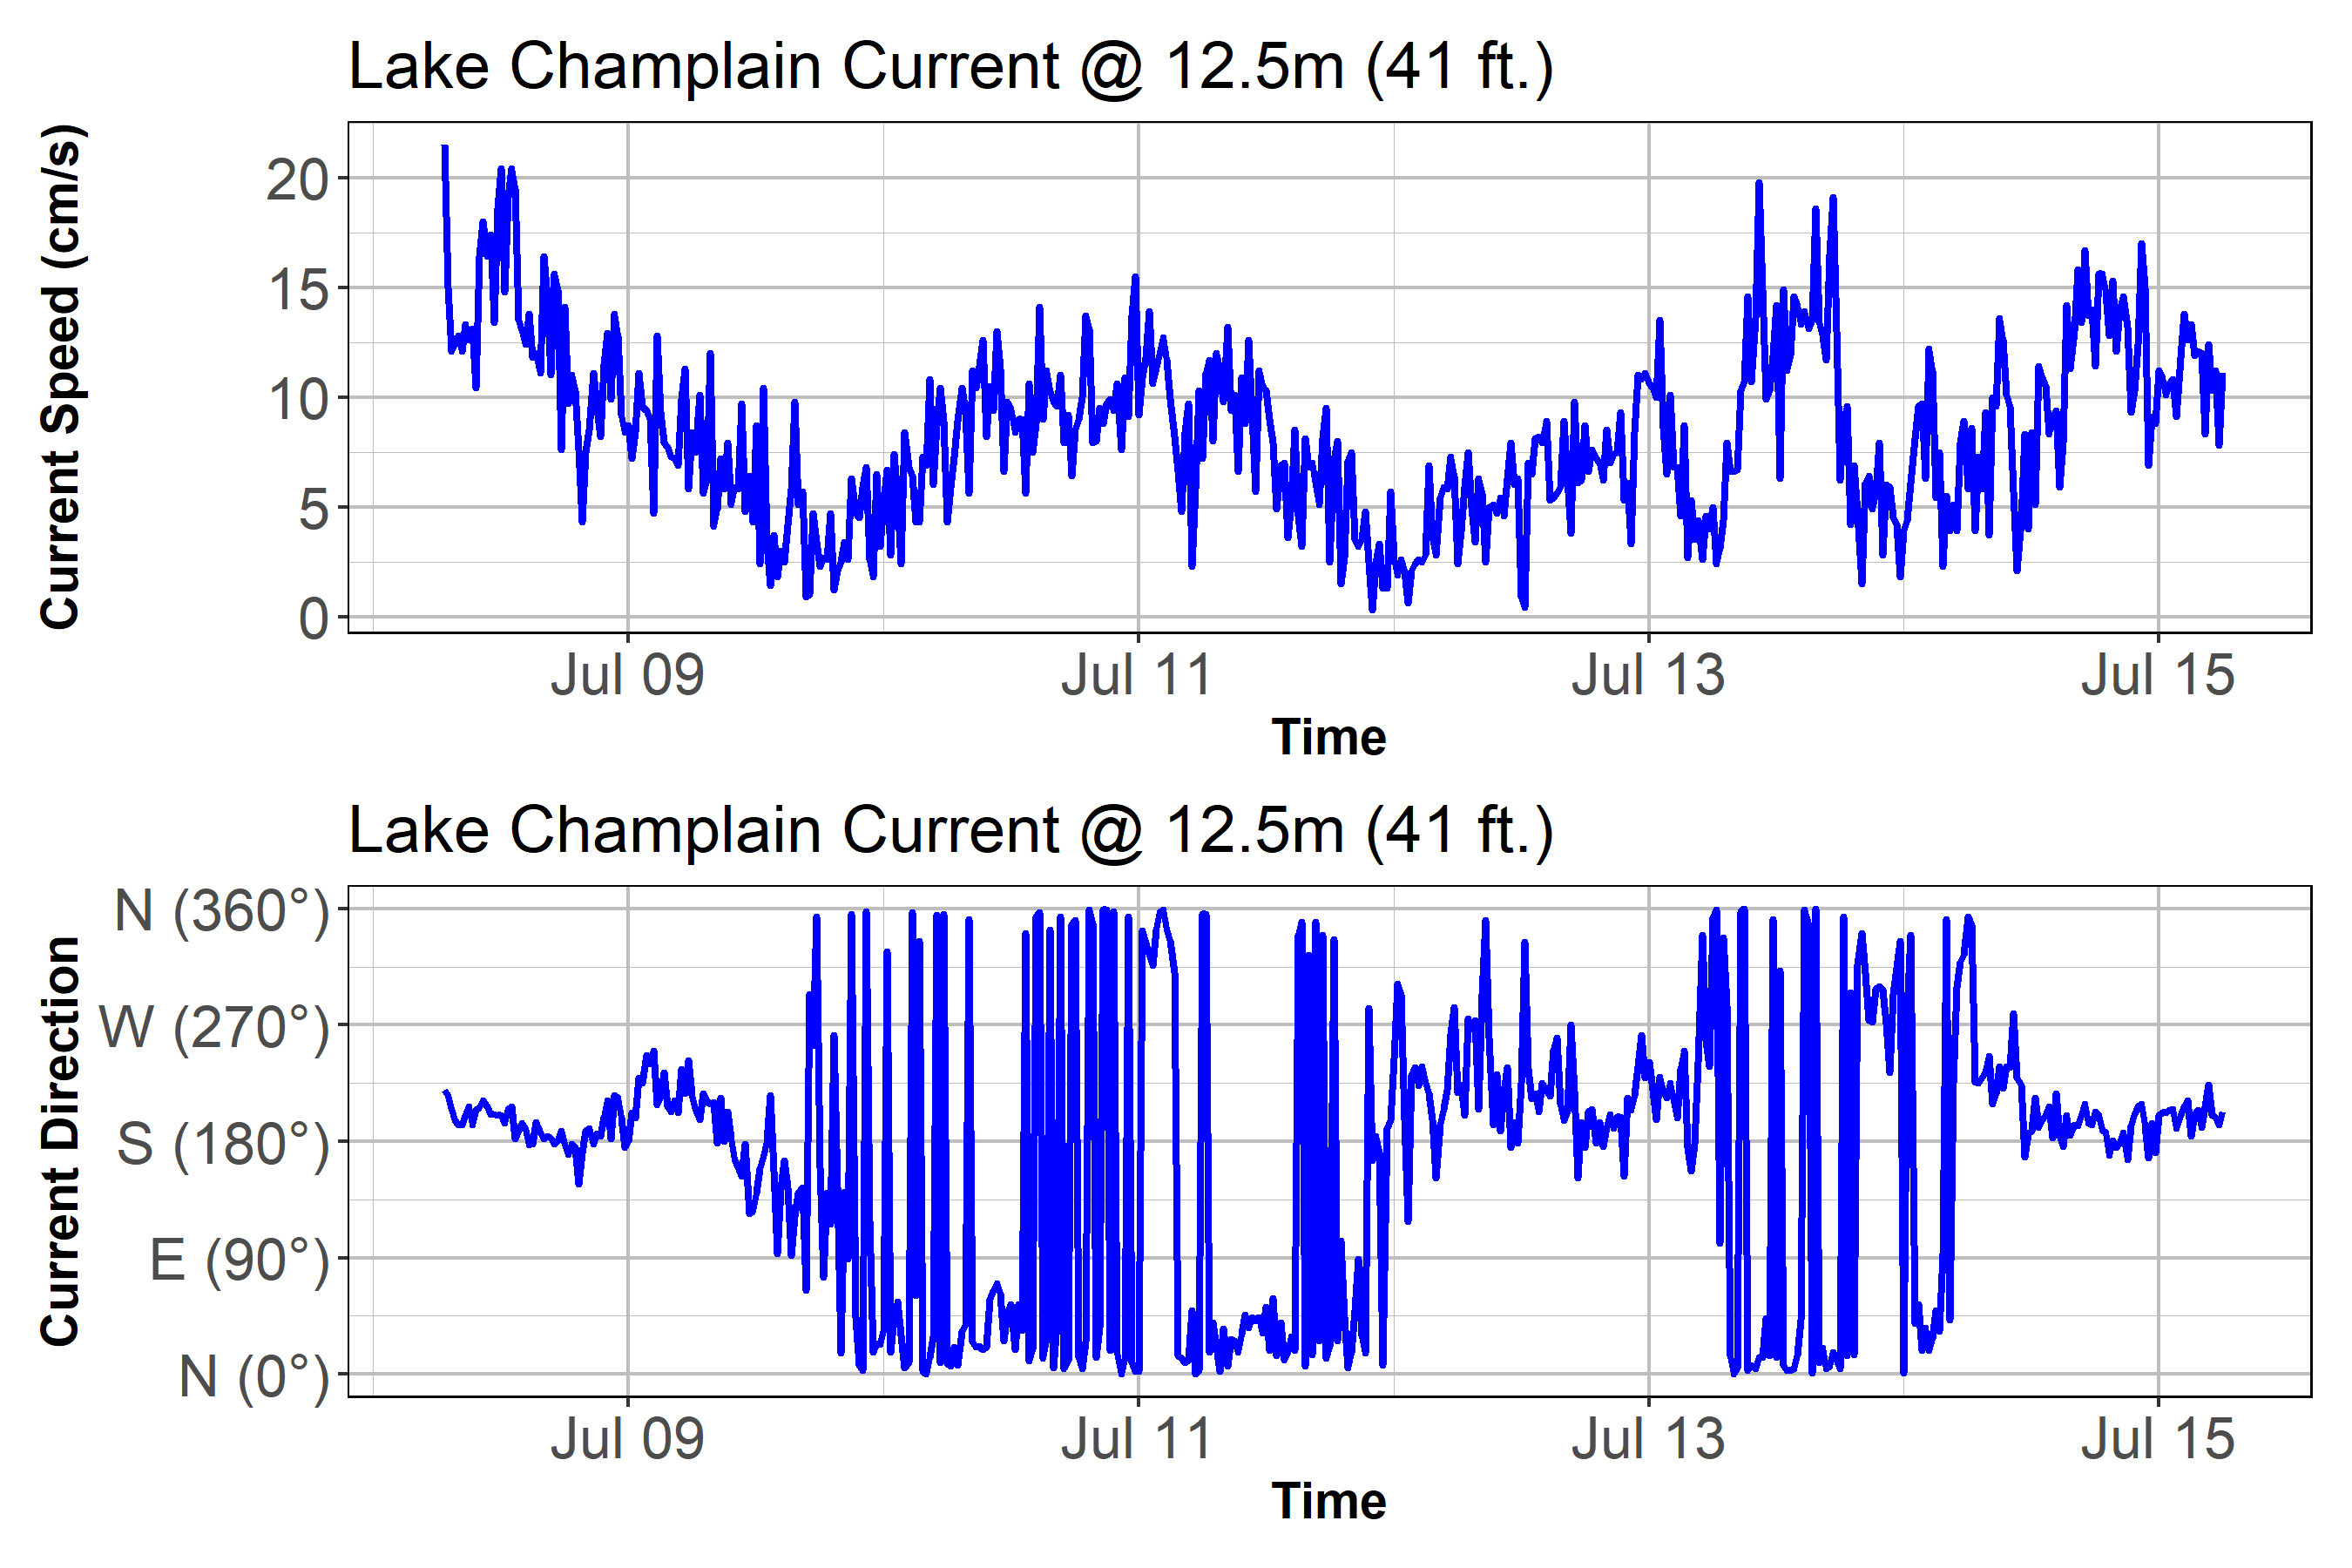 Lake Champlain Current @ 12.5m (41 ft.)
Current Speed (cm/s)
20
15
10
5
0
Jul 09 Jul 11 Jul 13 Jul 15
Time
Lake Champlain Current @ 12.5m (41 ft.)
Current Direction
N (360°)
W (270°)
S (180°)
E (90°)
N (0°)
Jul 09 Jul 11 Jul 13 Jul 15
Time